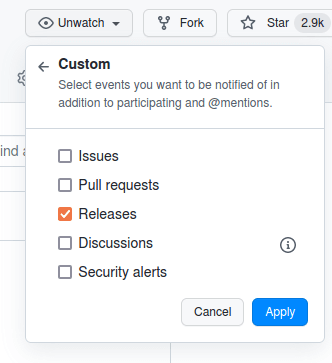 Unwatch Fork Star 2.9k
Custom
Select events you want to be notified of in
addition to participating and @mentions.
ind a
Issues
Pull requests
Releases
Discussions
Security alerts
Cancel Apply